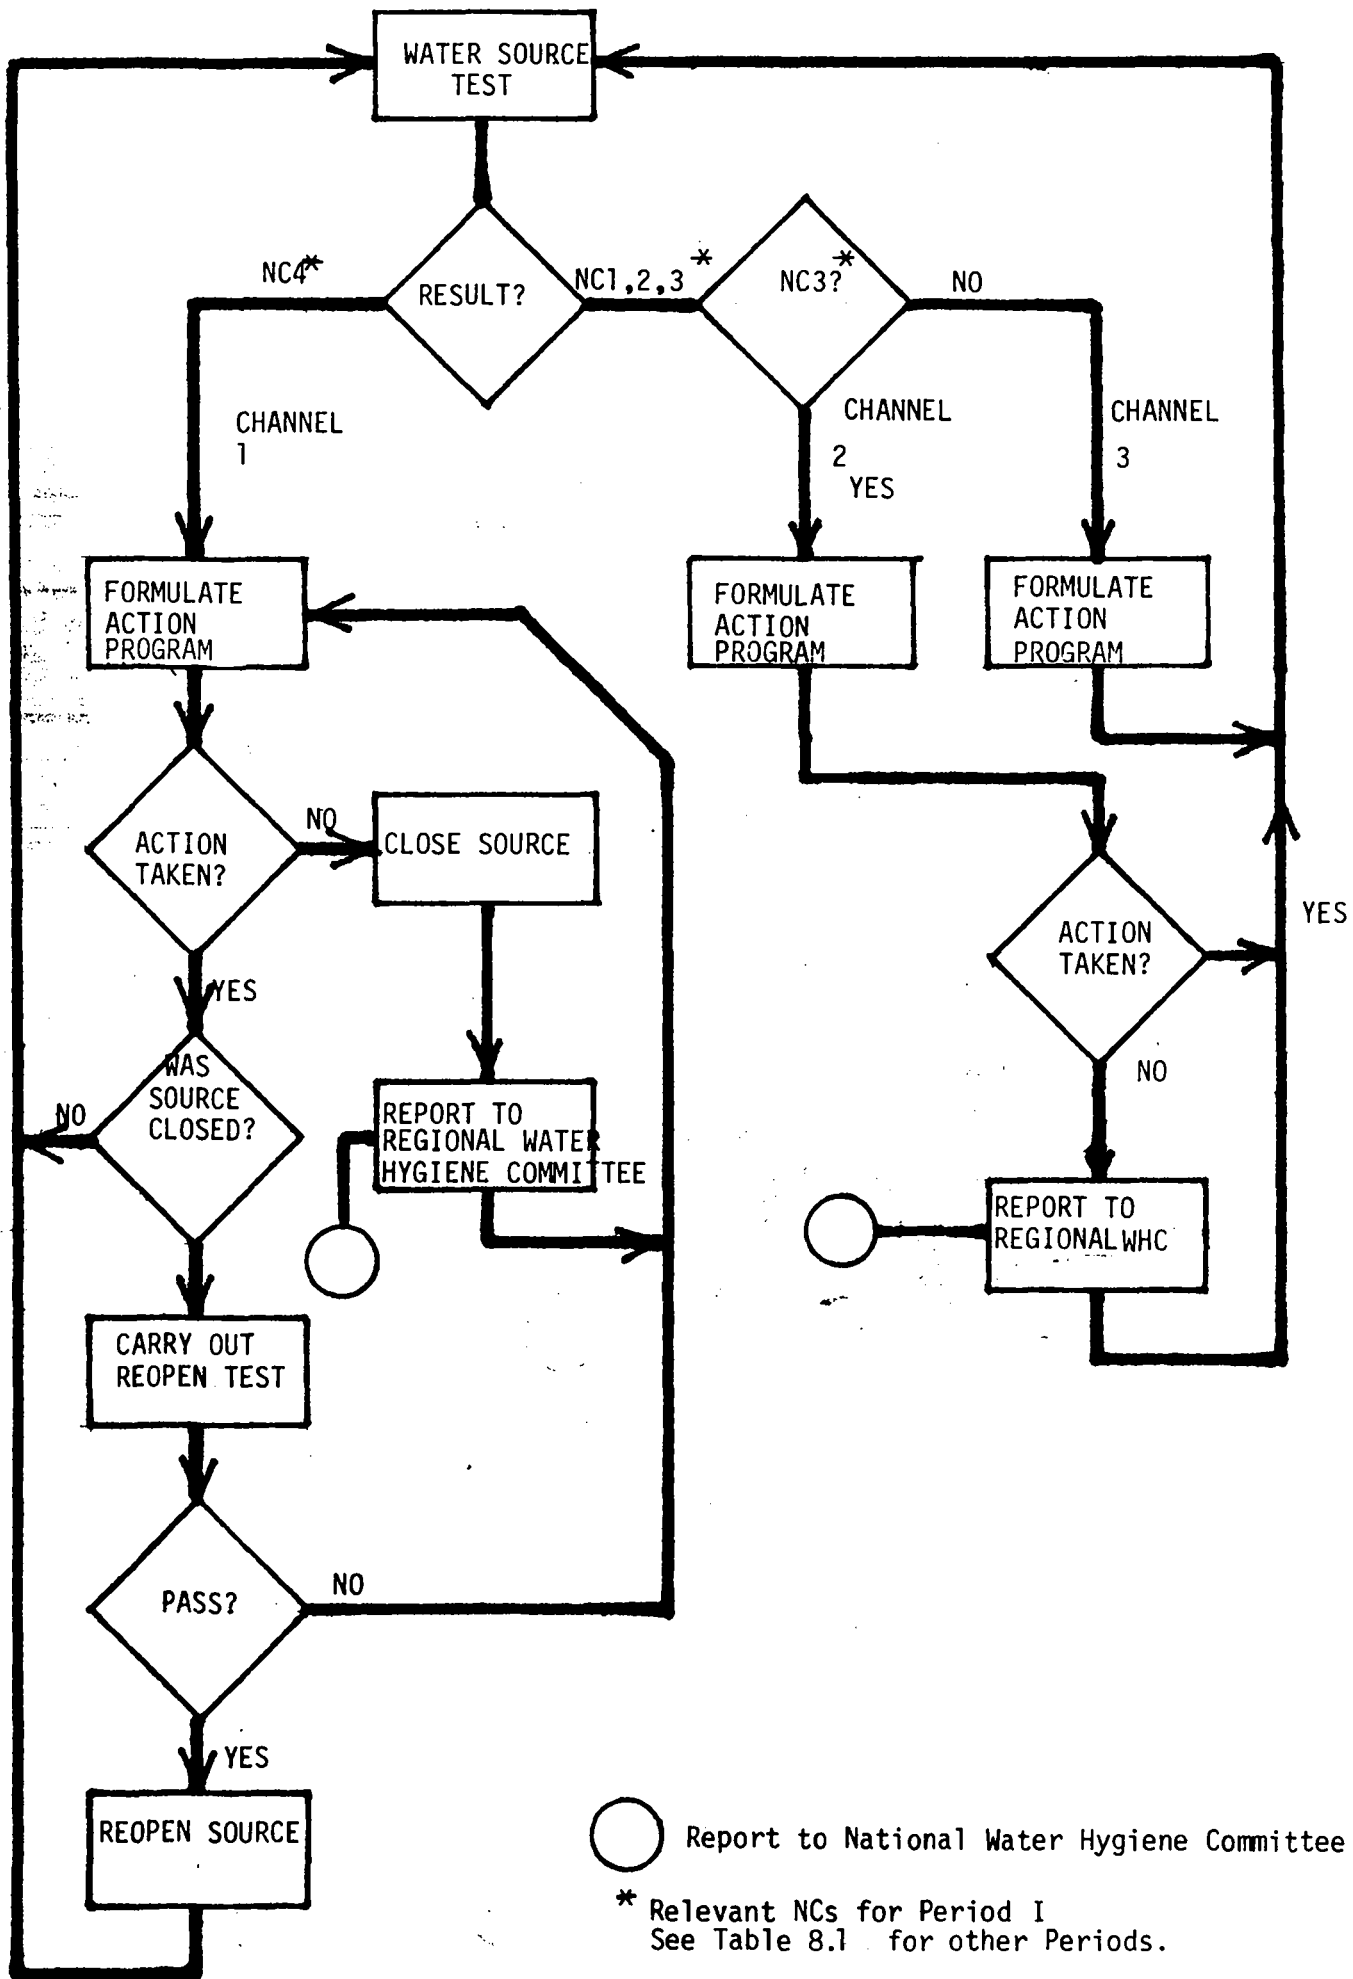 WATER SOURCE
TEST
NC4*
RESULT?
NC1,2,3 *
NC3?*
NO
CHANNEL
1
CHANNEL
2
YES
CHANNEL
3
FORMULATE
ACTION
PROGRAM
FORMULATE
ACTION
PROGRAM
FORMULATE
ACTION
PROGRAM
ACTION
TAKEN?
NO
CLOSE SOURCE
YES
ACTION
TAKEN?
YES
NO
WAS
SOURCE
CLOSED?
NO
REPORT TO
REGIONAL WATER
HYGIENE COMMITTEE
REPORT TO
REGIONAL WHC
CARRY OUT
REOPEN TEST
PASS?
NO
YES
REOPEN SOURCE
Report to National Water Hygiene Committee
* Relevant NCs for Period I
See Table 8.1 for other Periods.